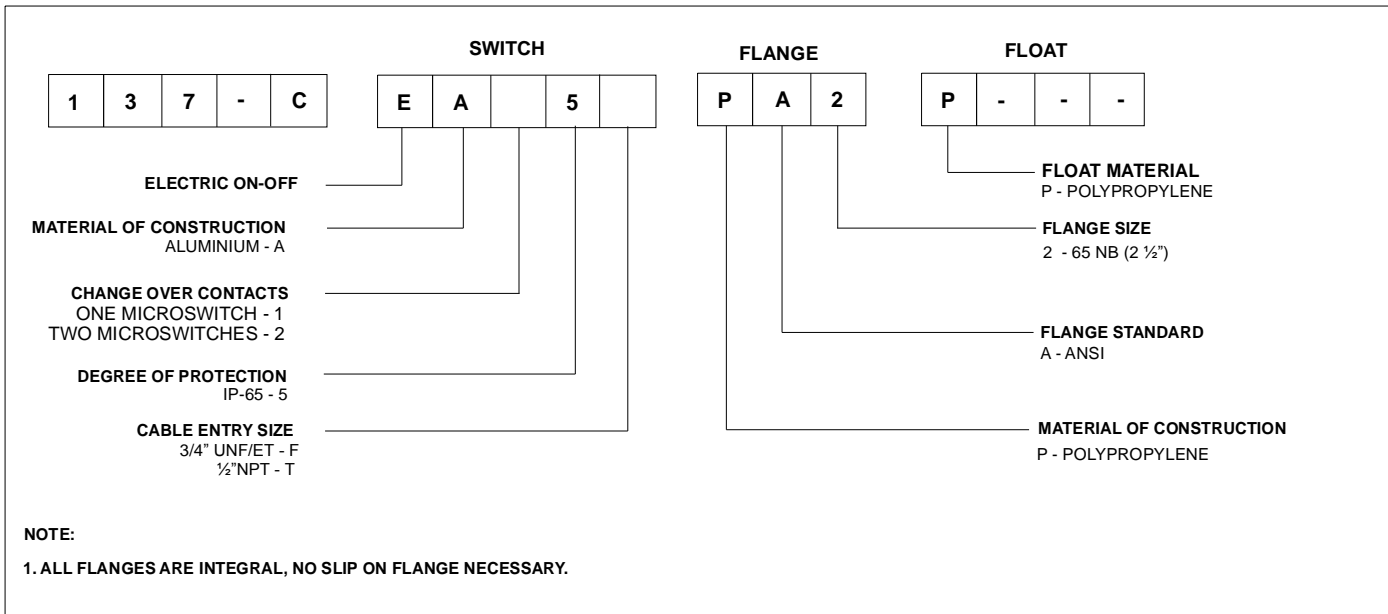 SWITCH
FLANGE
FLOAT
1 3 7 - C
E A 5
P A 2
P - - -
ELECTRIC ON-OFF
MATERIAL OF CONSTRUCTION
ALUMINIUM - A
CHANGE OVER CONTACTS
ONE MICROSWITCH - 1
TWO MICROSWITCHES - 2
DEGREE OF PROTECTION
IP-65 - 5
CABLE ENTRY SIZE
3/4" UNF/ET - F
½"NPT - T
FLOAT MATERIAL
P - POLYPROPYLENE
FLANGE SIZE
2 - 65 NB (2 ½")
FLANGE STANDARD
A - ANSI
MATERIAL OF CONSTRUCTION
P - POLYPROPYLENE
NOTE:
1. ALL FLANGES ARE INTEGRAL, NO SLIP ON FLANGE NECESSARY.